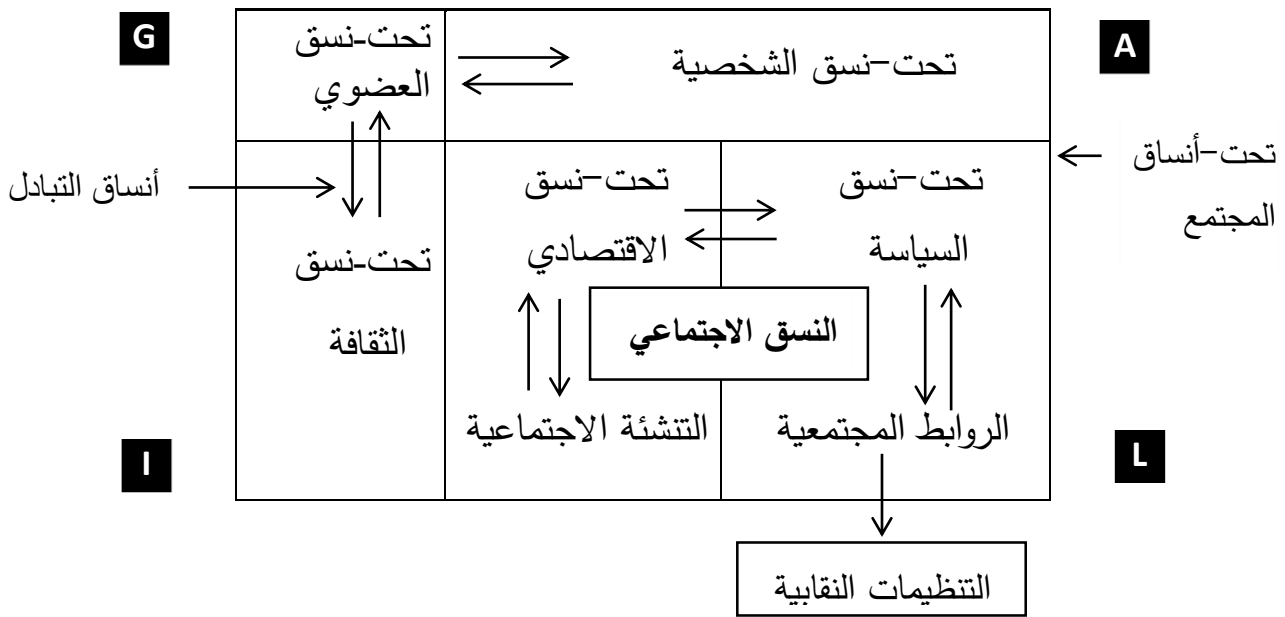 A
G
تحت-نسق
العضوي
تحت-نسق الشخصية
تحت-أنساق
المجتمع
أنساق التبادل
تحت-نسق
السياسة
تحت-نسق
الاقتصادي
تحت-نسق
الثقافة
النسق الاجتماعي
الروابط المجتمعية
التنشئة الاجتماعية
L
I
التنظيمات النقابية